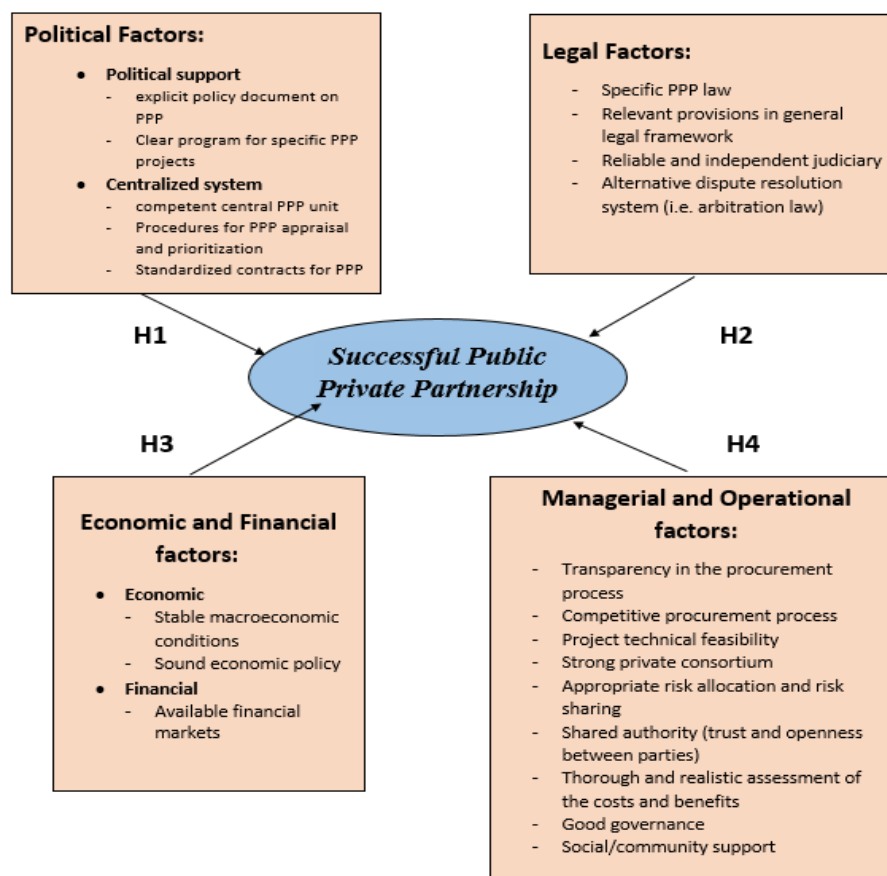 Political Factors:
● Political support
- explicit policy document on
PPP
- Clear program for specific PPP
projects
● Centralized system
- competent central PPP unit
- Procedures for PPP appraisal
and prioritization
- Standardized contracts for PPP
Legal Factors:
- Specific PPP law
- Relevant provisions in general
legal framework
- Reliable and independent judiciary
- Alternative dispute resolution
system (i.e. arbitration law)
H1
H2
Successful Public
Private Partnership
H3
H4
Economic and Financial
factors:
● Economic
- Stable macroeconomic
conditions
- Sound economic policy
● Financial
- Available financial
markets
Managerial and Operational
factors:
- Transparency in the procurement
process
- Competitive procurement process
- Project technical feasibility
- Strong private consortium
- Appropriate risk allocation and risk
sharing
- Shared authority (trust and openness
between parties)
- Thorough and realistic assessment of
the costs and benefits
- Good governance
- Social/community support